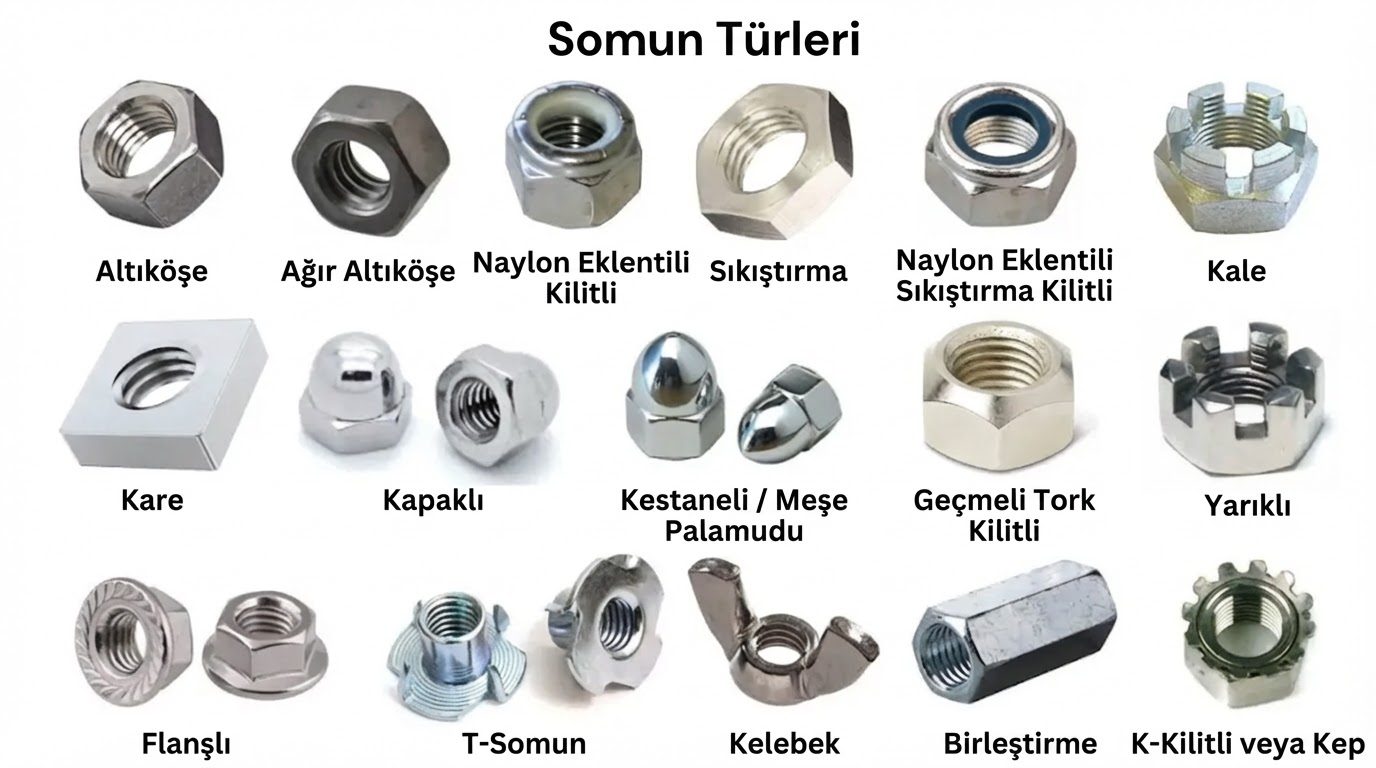 Somun Türleri
Altıköşe
Ağır Altıköşe
Naylon Eklentili
Kilitli
Sıkıştırma
Naylon Eklentili
Sıkıştırma Kilitli
Kale
Kare
Kapaklı
Kestaneli / Meşe
Palamudu
Geçmeli Tork
Kilitli
Yarıklı
Flanşlı
T-Somun
Kelebek
Birleştirme
K-Kilitli veya Kep